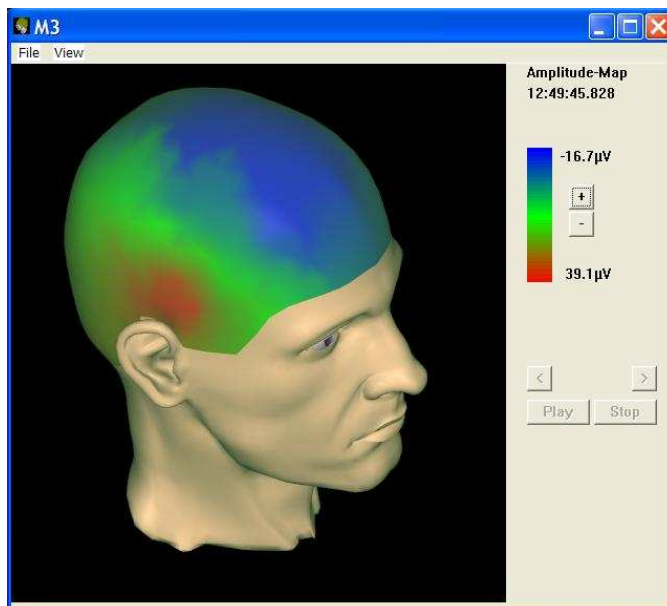 M3
File View
Amplitude-Map
12:49:45.828
-16.7µV
+
-
39.1µV
< >
Play Stop